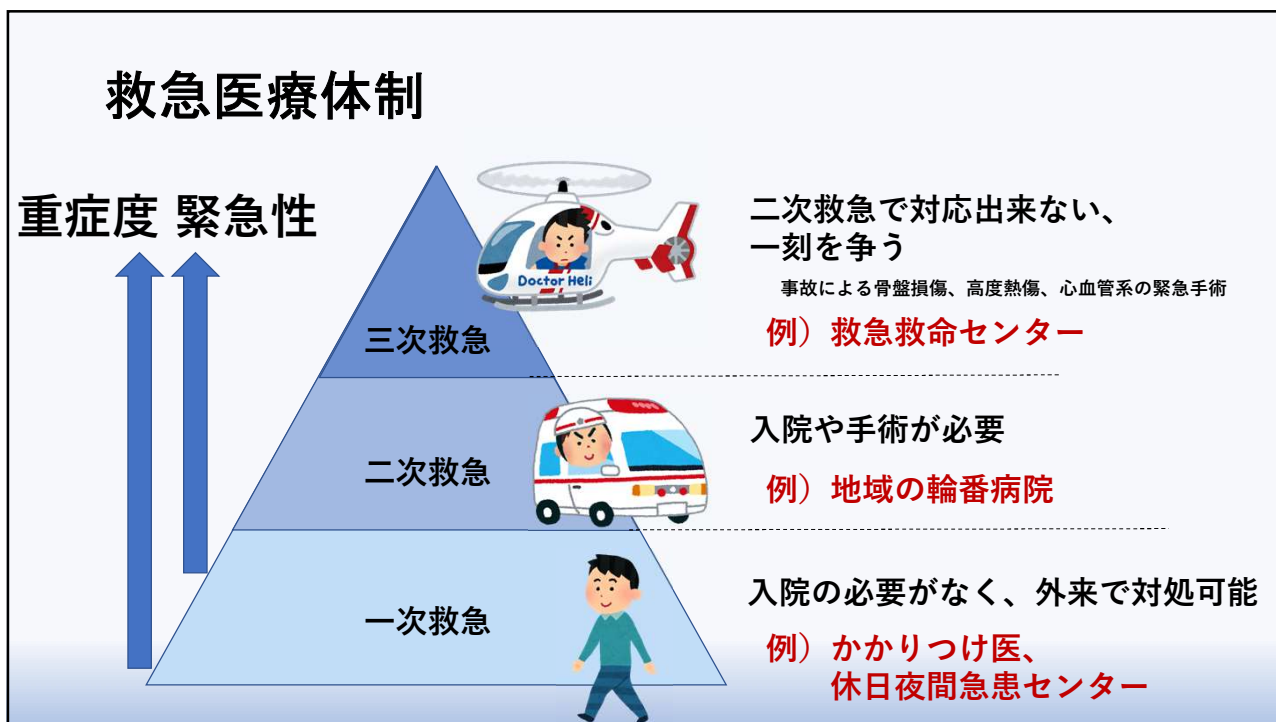 救急医療体制
重症度 緊急性
Doctor Heli
二次救急で対応出来ない、
一刻を争う
事故による骨盤損傷、高度熱傷、心血管系の緊急手術
例）救急救命センター
三次救急
入院や手術が必要
例）地域の輪番病院
二次救急
入院の必要がなく、外来で対処可能
例）かかりつけ医、
休日夜間急患センター
一次救急